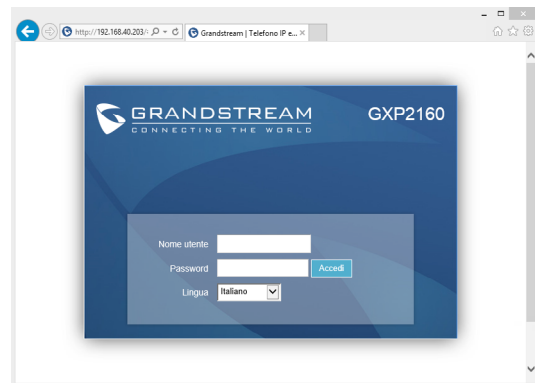 http://192.168.40.203/
Grandstream | Telefono IP e...
GRANDSTREAM
CONNECTING THE WORLD
GXP2160
Nome utente
Password
Accedi
Lingua
Italiano